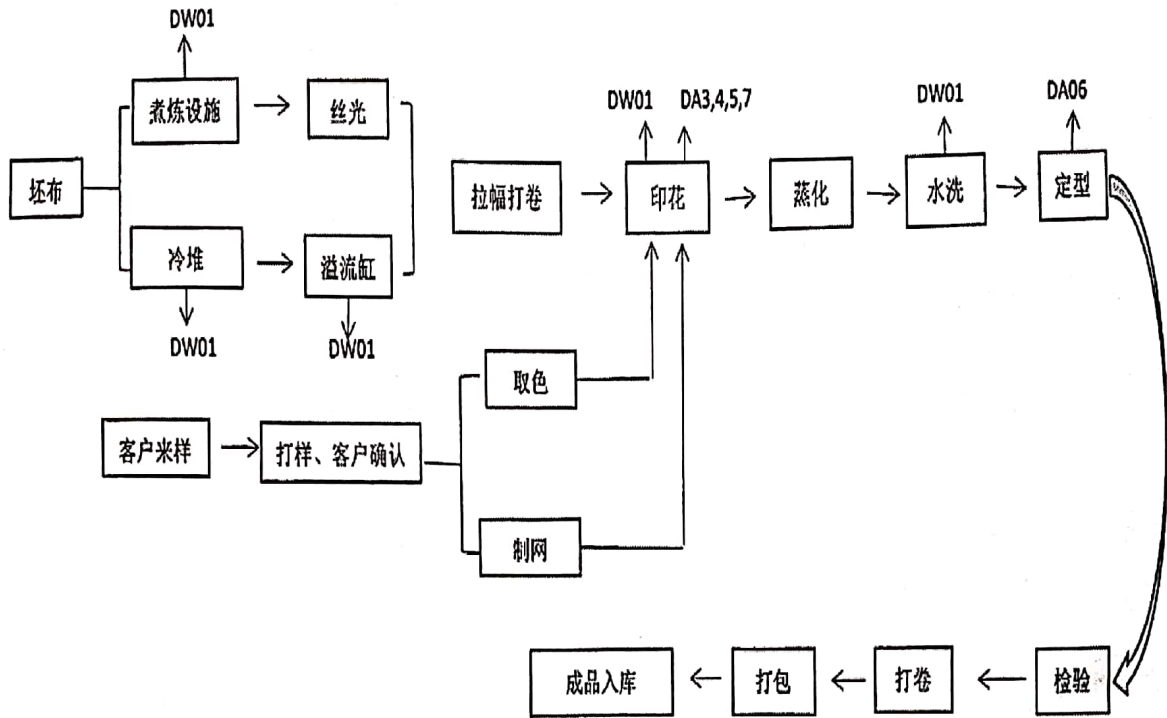 DW01
煮炼设施
丝光
坯布
冷堆
溢流缸
DW01
DW01
DW01
DA3,4,5,7
DW01
DA06
拉幅打卷
印花
蒸化
水洗
定型
取色
客户来样
打样、客户确认
制网
成品入库
打包
打卷
检验